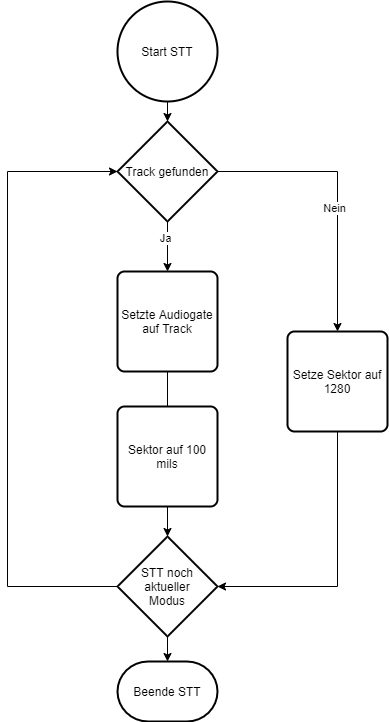 Start STT
Track gefunden
Nein
Ja
Setzte Audiogate
auf Track
Setze Sektor auf
1280
Sektor auf 100
mils
STT noch
aktueller
Modus
Beende STT